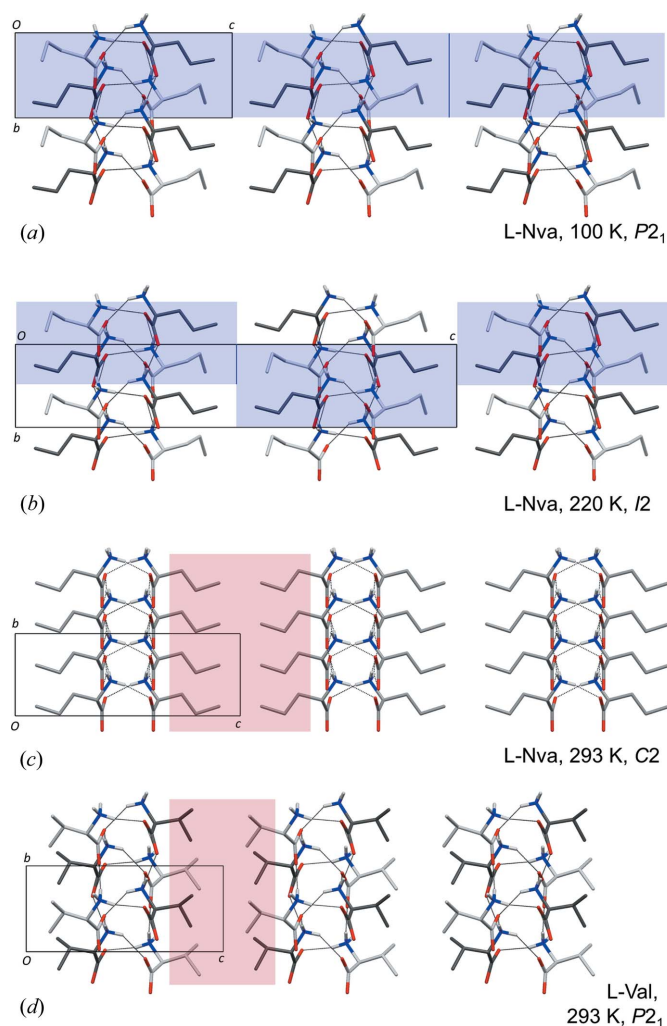 O c
b
(a) L-Nva, 100 K, P2₁
O c
b
(b) L-Nva, 220 K, I2
b
O c
(c) L-Nva, 293 K, C2
b
O c
L-Val,
(d) 293 K, P2₁